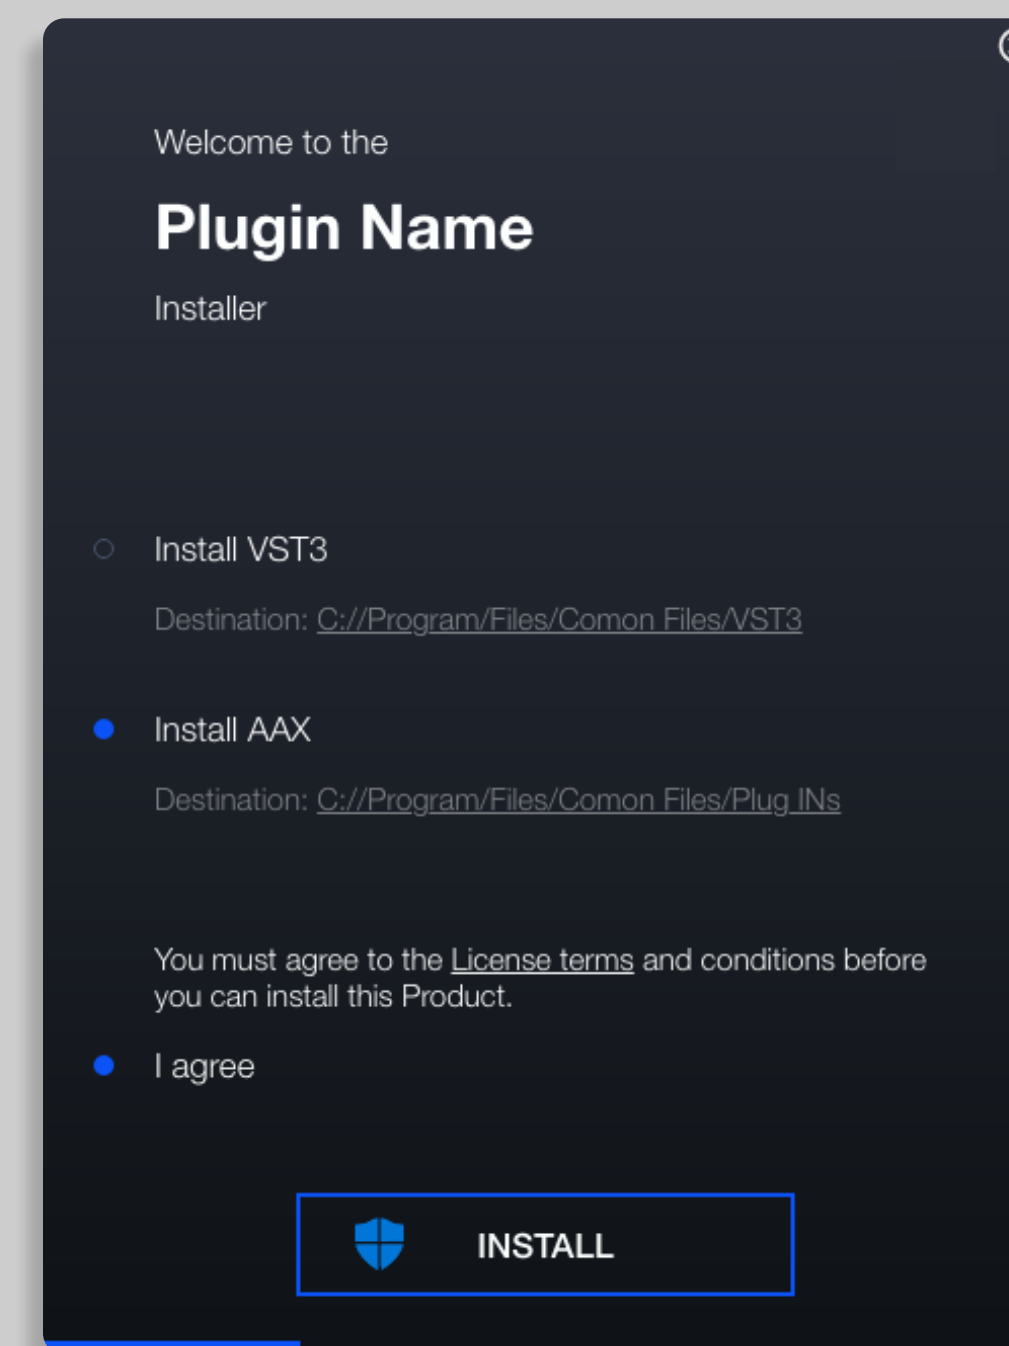 Welcome to the
Plugin Name
Installer
Install VST3
Destination: C://Program/Files/Comon Files/VST3
Install AAX
Destination: C://Program/Files/Comon Files/Plug INs
You must agree to the License terms and conditions before
you can install this Product.
I agree
INSTALL